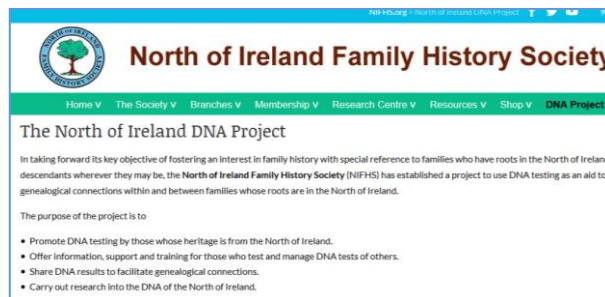 NIFHS.org > North of Ireland DNA Project
NORTH OF IRELAND
FAMILY HISTORY SOCIETY
North of Ireland Family History Society
Home v The Society v Branches v Membership v Research Centre v Resources v Shop v DNA Project
The North of Ireland DNA Project
In taking forward its key objective of fostering an interest in family history with special reference to families who have roots in the North of Ireland
descendants wherever they may be, the North of Ireland Family History Society (NIFHS) has established a project to use DNA testing as an aid to
genealogical connections within and between families whose roots are in the North of Ireland.
The purpose of the project is to
• Promote DNA testing by those whose heritage is from the North of Ireland.
• Offer information, support and training for those who test and manage DNA tests of others.
• Share DNA results to facilitate genealogical connections.
• Carry out research into the DNA of the North of Ireland.